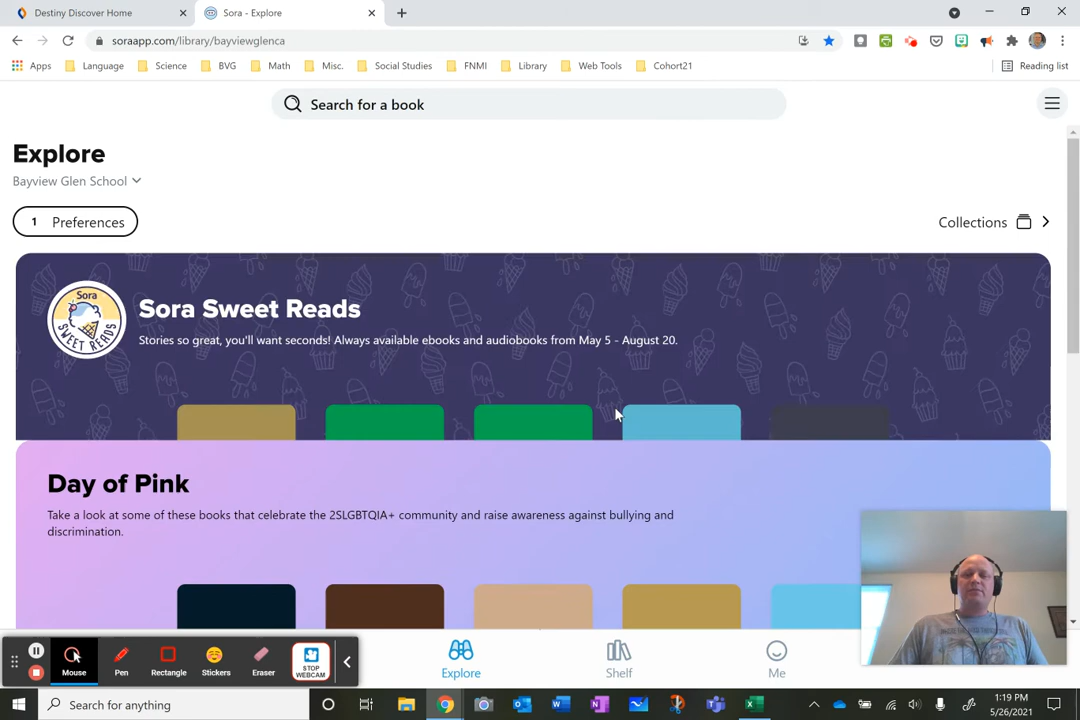 Destiny Discover Home
Sora - Explore
soraapp.com/library/bayviewglenca
Apps Language Science BVG Math Misc. Social Studies FNMI Library Web Tools Cohort21 Reading list
Search for a book
Explore
Bayview Glen School
1 Preferences
Collections
Sora
SWEET READS
Sora Sweet Reads
Stories so great, you'll want seconds! Always available ebooks and audiobooks from May 5 - August 20.
Day of Pink
Take a look at some of these books that celebrate the 2SLGBTQIA+ community and raise awareness against bullying and
discrimination.
Mouse Pen Rectangle Stickers Eraser STOP WEBCAM
Explore Shelf Me
Search for anything
1:19 PM
5/26/2021